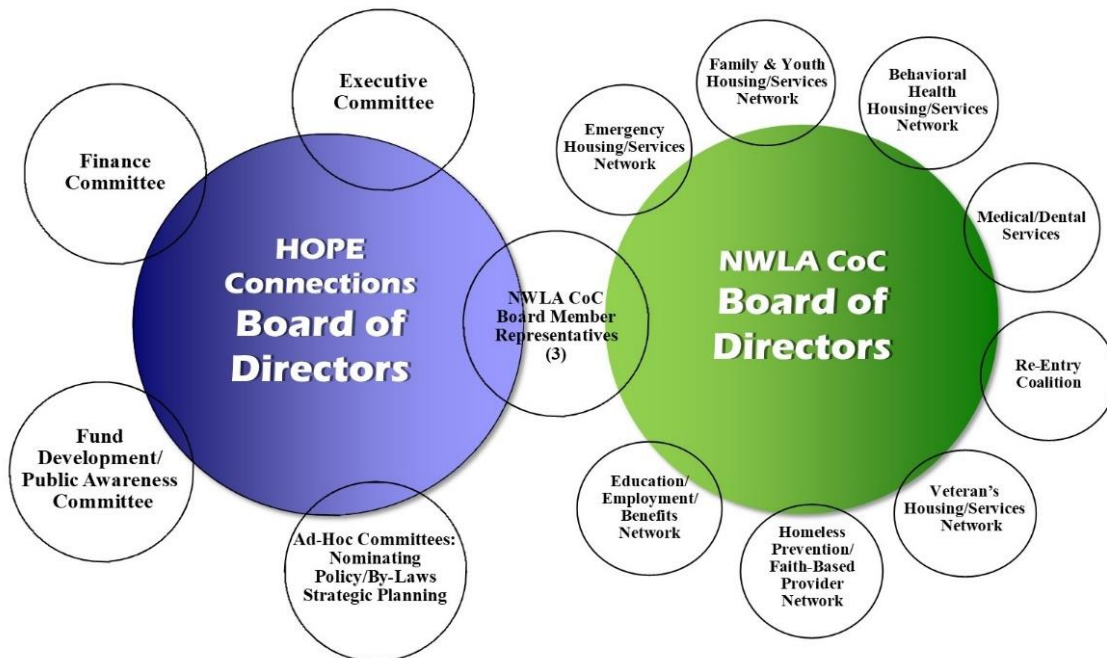 Executive
Committee
Finance
Committee
HOPE
Connections
Board of
Directors
Fund
Development/
Public Awareness
Committee
Ad-Hoc Committees:
Nominating
Policy/By-Laws
Strategic Planning
NWLA CoC
Board Member
Representatives
(3)
NWLA CoC
Board of
Directors
Emergency
Housing/Services
Network
Family & Youth
Housing/Services
Network
Behavioral
Health
Housing/Services
Network
Medical/Dental
Services
Re-Entry
Coalition
Veteran's
Housing/Services
Network
Homeless
Prevention/
Faith-Based
Provider
Network
Education/
Employment/
Benefits
Network